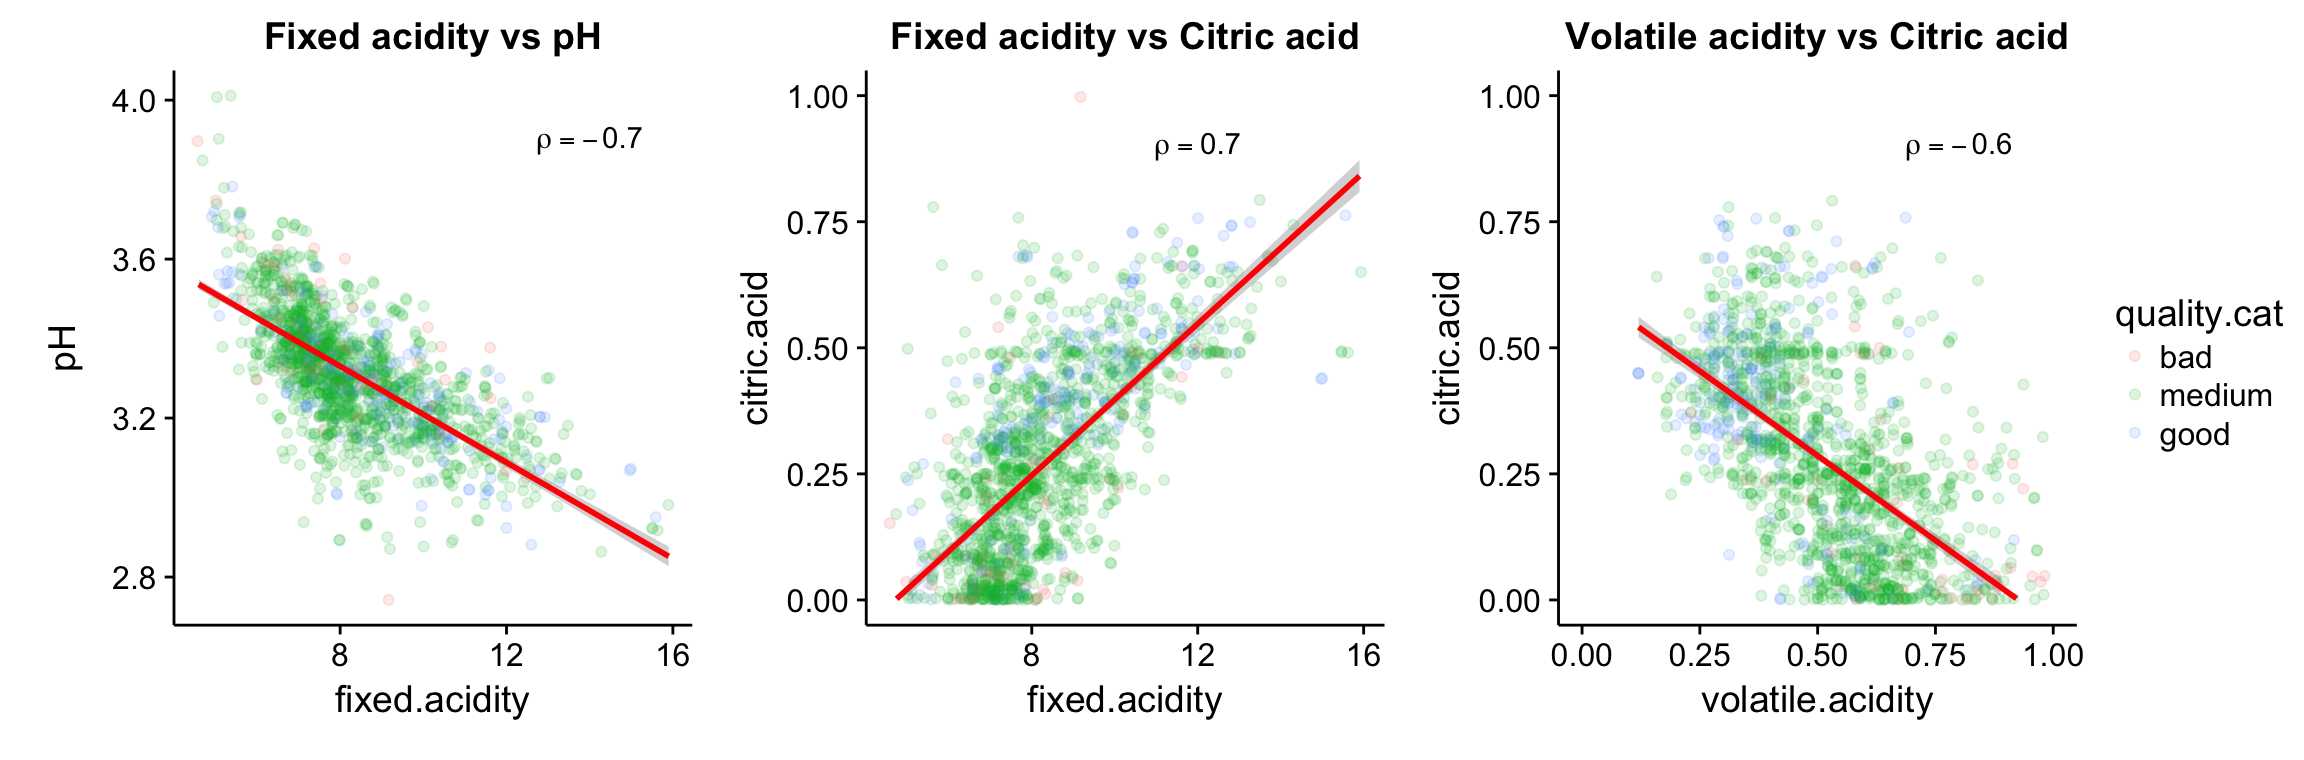 Fixed acidity vs pH
ρ = − 0.7
4.0
3.6
3.2
2.8
pH
8
12
16
fixed.acidity
Fixed acidity vs Citric acid
ρ = 0.7
1.00
0.75
0.50
0.25
0.00
citric.acid
8
12
16
fixed.acidity
Volatile acidity vs Citric acid
ρ = − 0.6
1.00
0.75
0.50
0.25
0.00
citric.acid
0.00
0.25
0.50
0.75
1.00
volatile.acidity
quality.cat
bad
medium
good